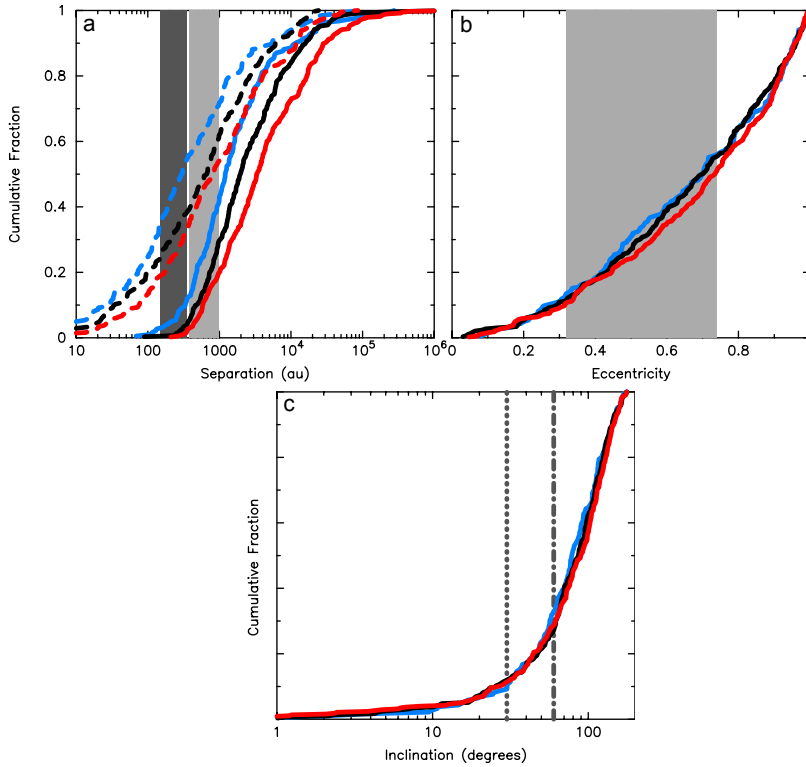 a
b
1
0.8
0.6
0.4
0.2
0
Cumulative Fraction
10
100
1000
10^4
10^5
10^6
Separation (au)
0
0.2
0.4
0.6
0.8
Eccentricity
c
Cumulative Fraction
1
10
100
Inclination (degrees)